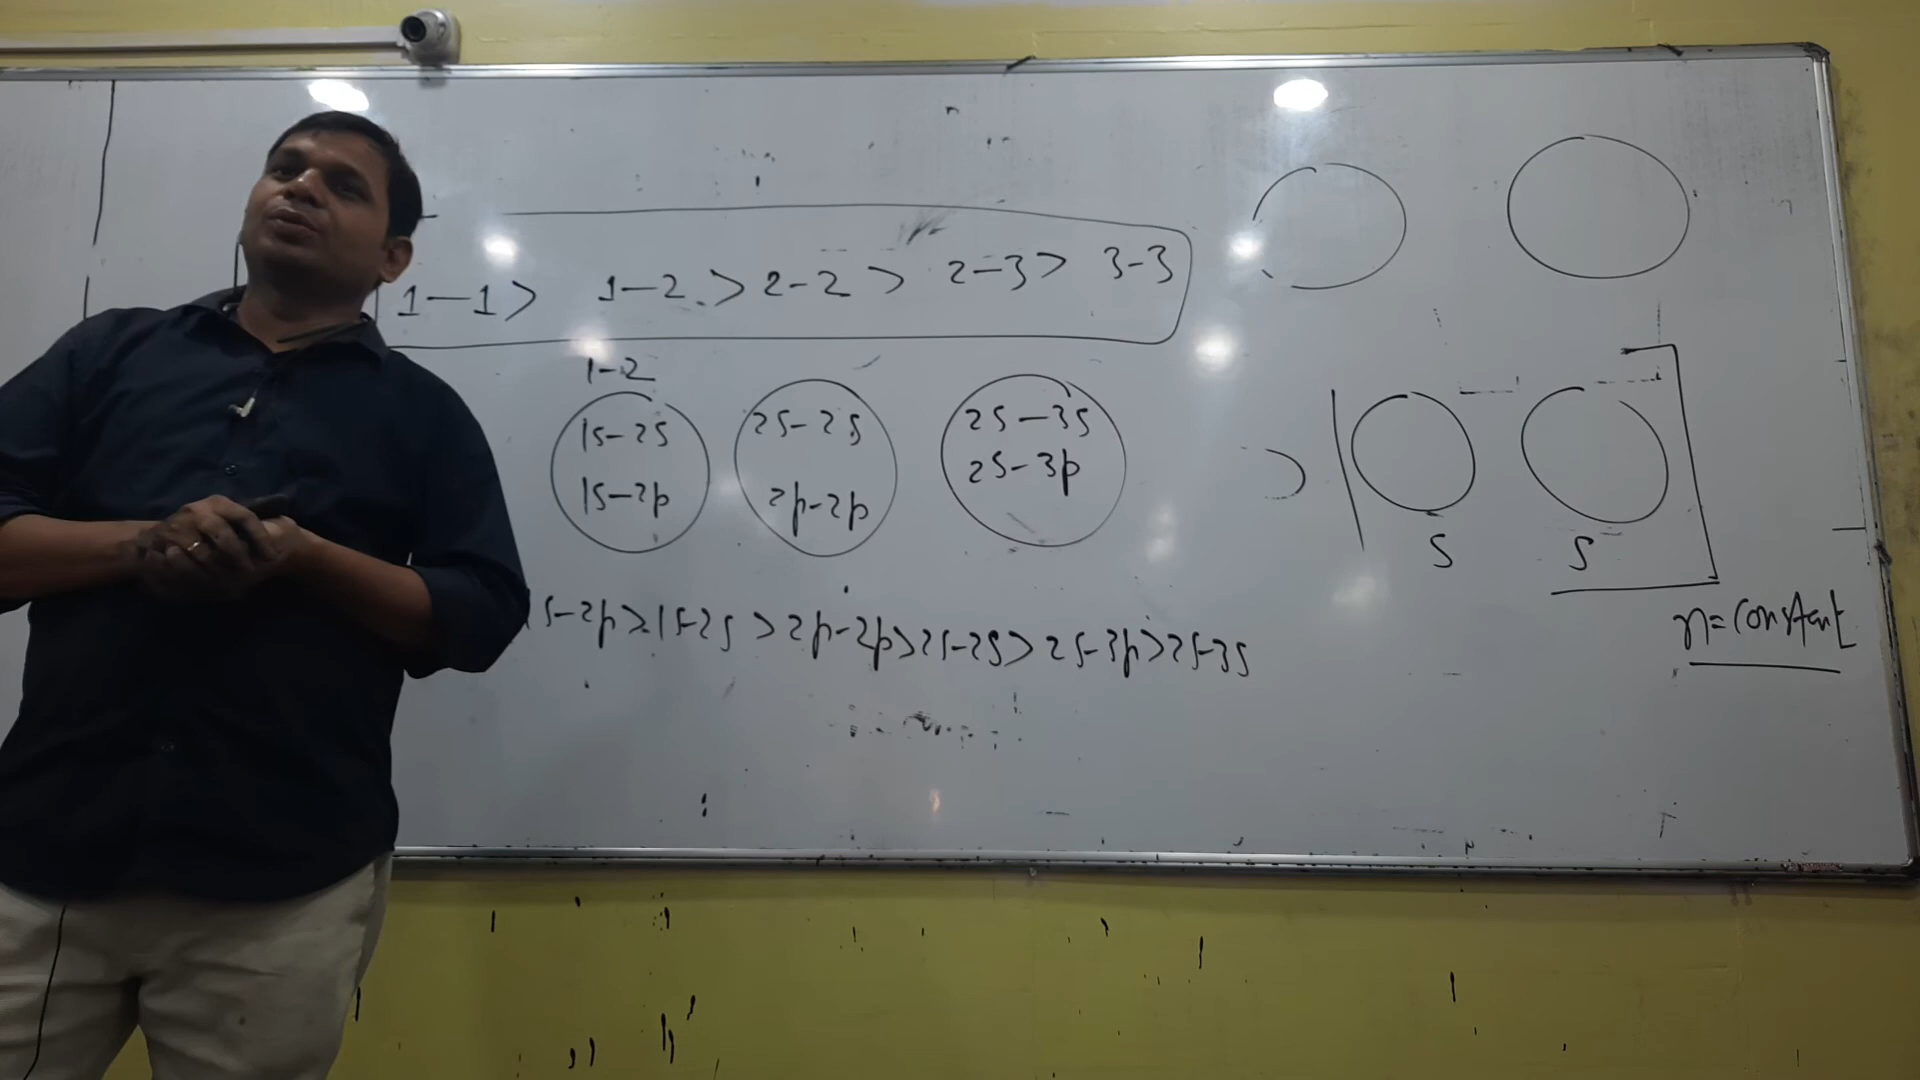 1—1> 1—2.> 2-2 > 2-3> 3-3
1-2
1s-2s
1s-2p
2s-2s
2p-2p
2s-3s
2s-3p
S S
n=constant
1s-2p>1s-2s>2p-2p>2s-2s>2s-3p>2s-3s